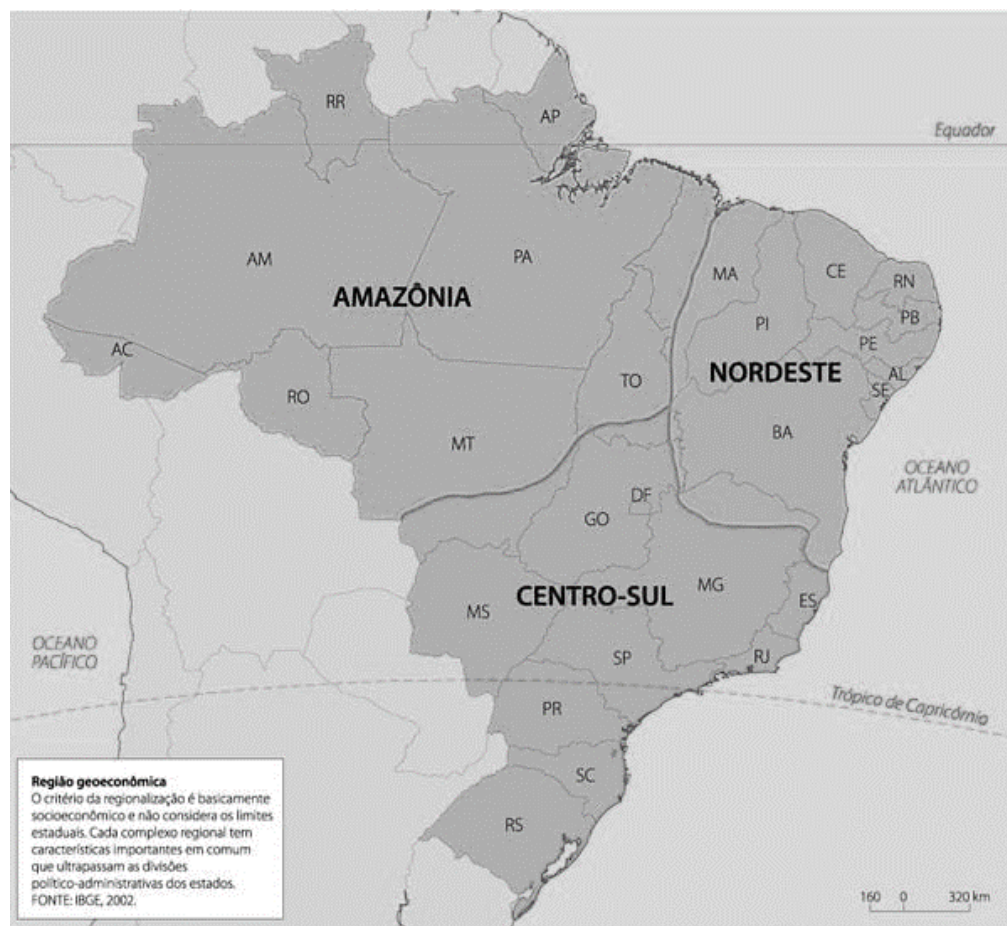 RR
AP
Equador
AM
PA
AMAZÔNIA
MA
CE
RN
PB
PI
PE
AC
NORDESTE
AL
SE
RO
TO
MT
BA
OCEANO
ATLÂNTICO
DF
GO
CENTRO-SUL
MG
MS
ES
OCEANO
PACÍFICO
SP
RJ
Trópico de Capricórnio
PR
SC
RS
Região geoeconômica
O critério da regionalização é basicamente
socioeconômico e não considera os limites
estaduais. Cada complexo regional tem
características importantes em comum
que ultrapassam as divisões
político-administrativas dos estados.
FONTE: IBGE, 2002.
160 0 320 km